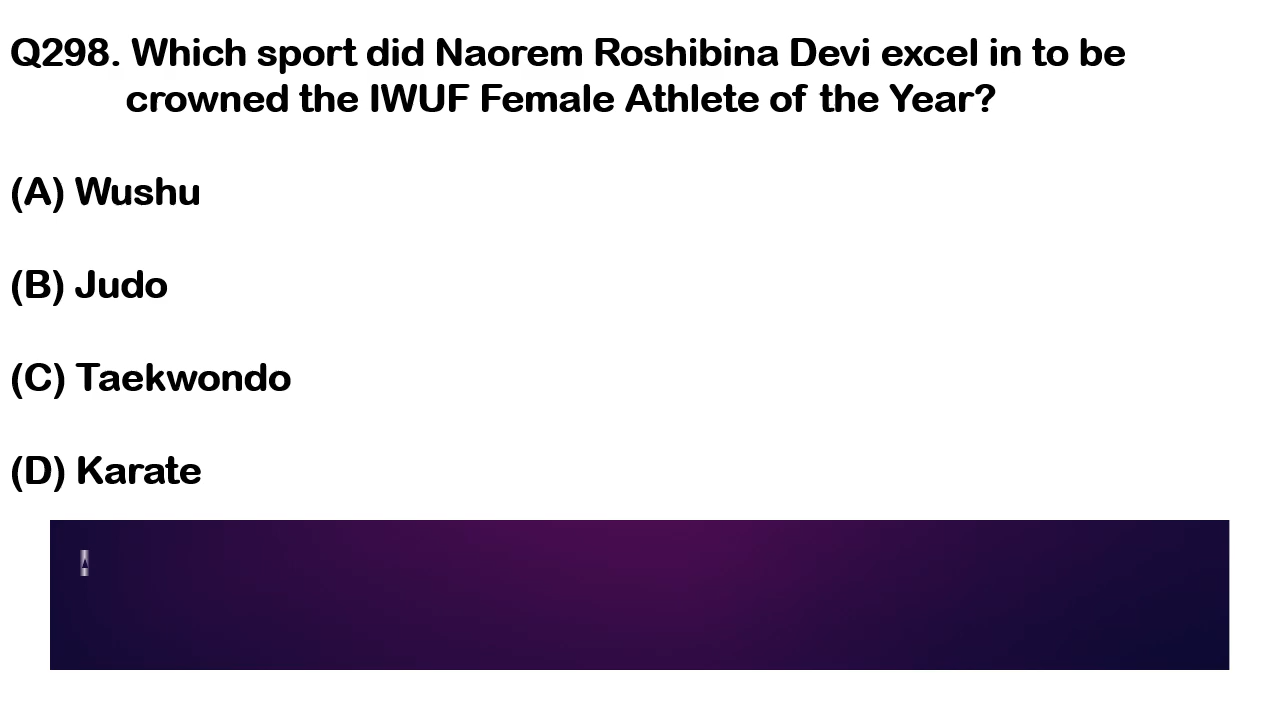 Q298. Which sport did Naorem Roshibina Devi excel in to be
crowned the IWUF Female Athlete of the Year?
(A) Wushu
(B) Judo
(C) Taekwondo
(D) Karate